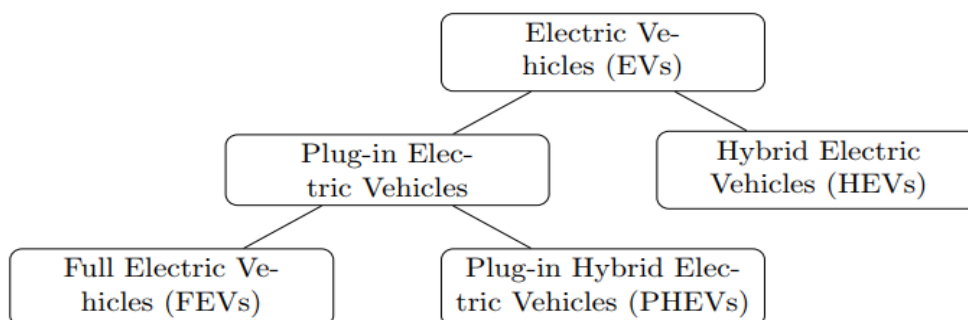 Electric Ve-
hicles (EVs)
Plug-in Elec-
tric Vehicles
Hybrid Electric
Vehicles (HEVs)
Full Electric Ve-
hicles (FEVs)
Plug-in Hybrid Elec-
tric Vehicles (PHEVs)